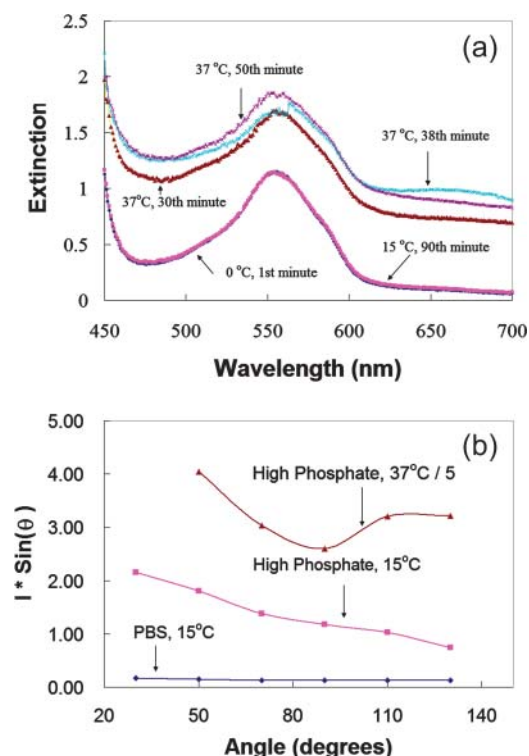 (a)
37 °C, 50th minute
37 °C, 38th minute
37°C, 30th minute
15 °C, 90th minute
0 °C, 1st minute
Extinction
2.5
2
1.5
1
0.5
0
450 500 550 600 650 700
Wavelength (nm)
(b)
High Phosphate, 37°C / 5
High Phosphate, 15°C
PBS, 15°C
I * Sin(θ)
5.00
4.00
3.00
2.00
1.00
0.00
20 50 80 110 140
Angle (degrees)